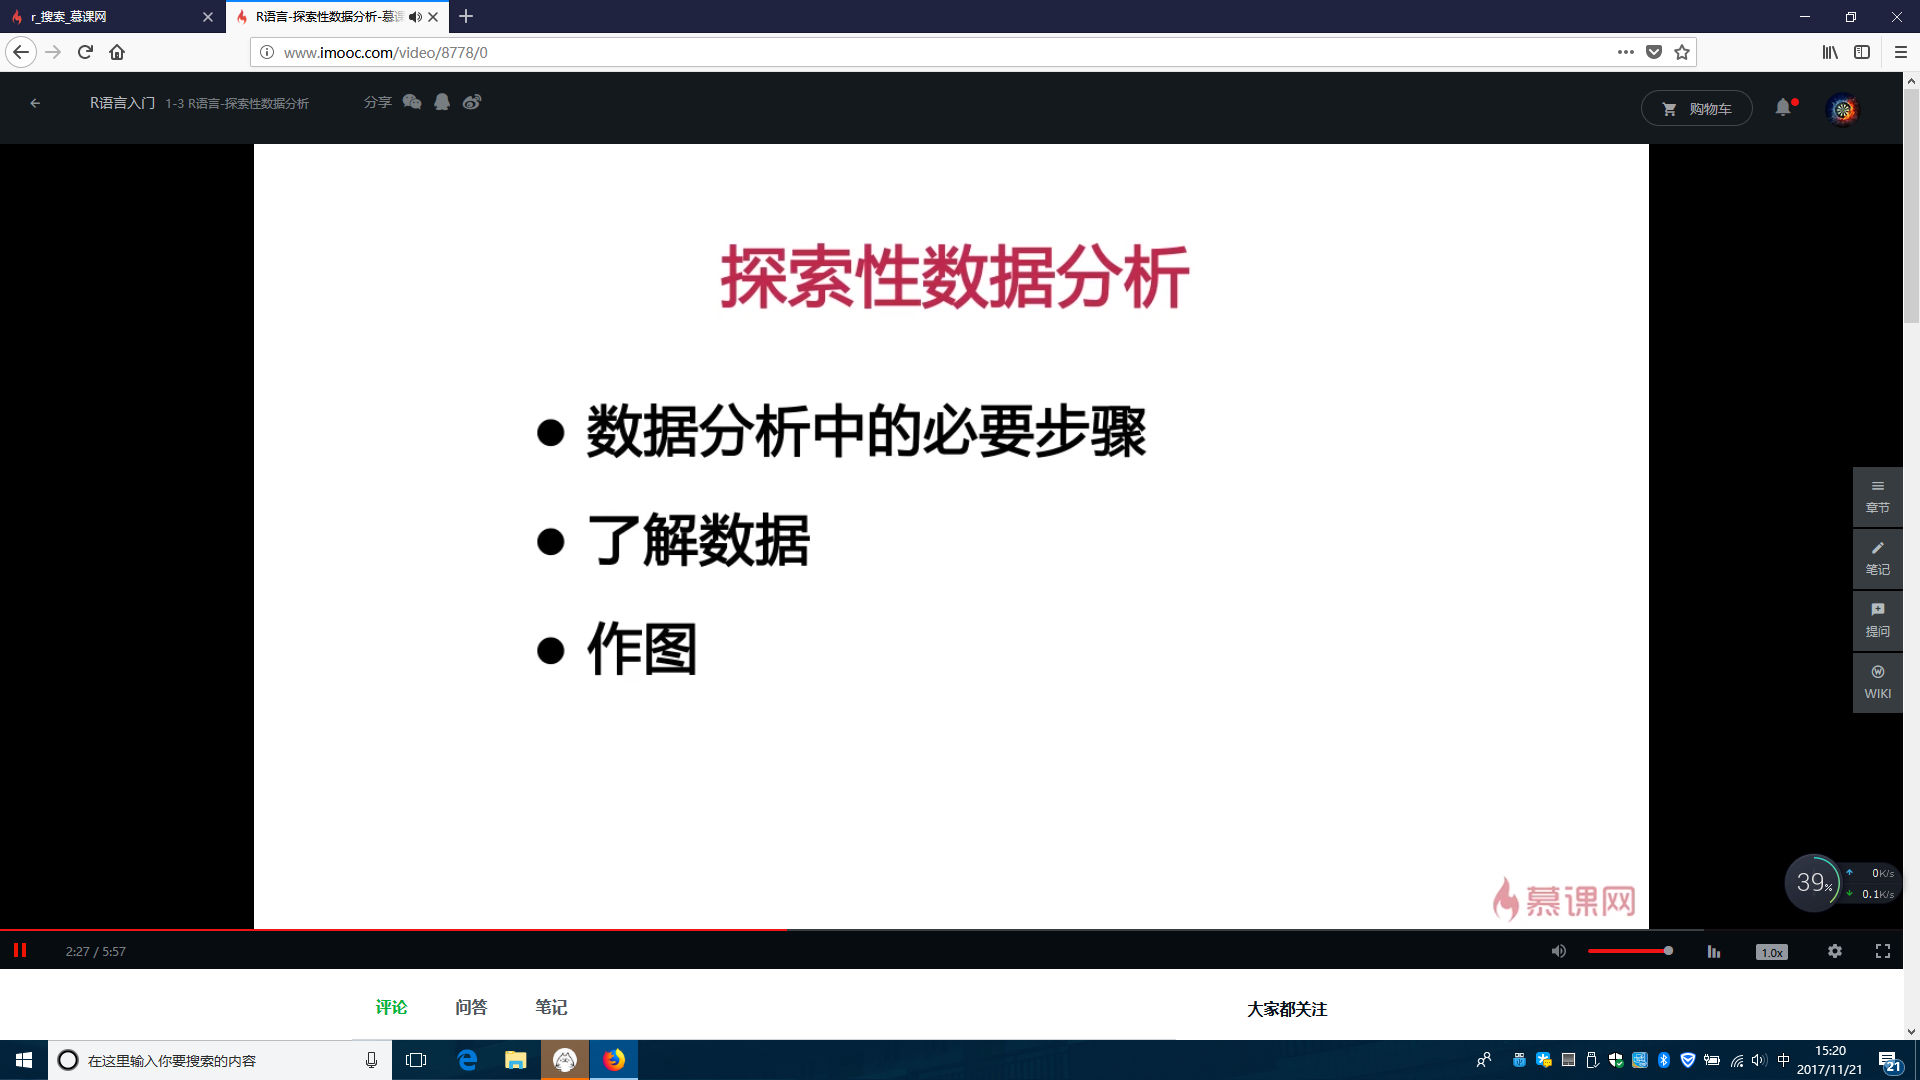 r_搜索_慕课网
R语言-探索性数据分析-慕课
www.imooc.com/video/8778/0
R语言入门 1-3 R语言-探索性数据分析 分享 购物车
探索性数据分析
● 数据分析中的必要步骤
● 了解数据
● 作图
章节
笔记
提问
WIKI
39%
0K/s
0.1K/s
慕课网
2:27 / 5:57 1.0x
评论 问答 笔记 大家都关注
在这里输入你要搜索的内容
中
15:20
2017/11/21
21